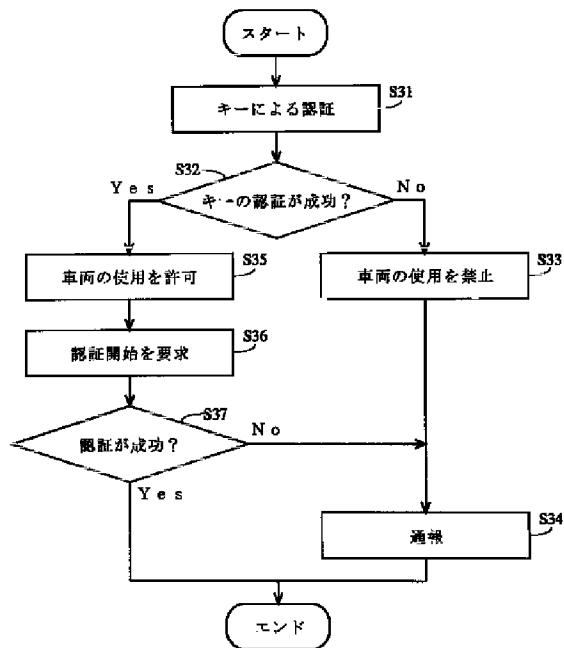 スタート
S31
キーによる認証
S32
Yes
No
キーの認証が成功?
S35
車両の使用を許可
S33
車両の使用を禁止
S36
認証開始を要求
S37
認証が成功?
No
Yes
S34
通報
エンド